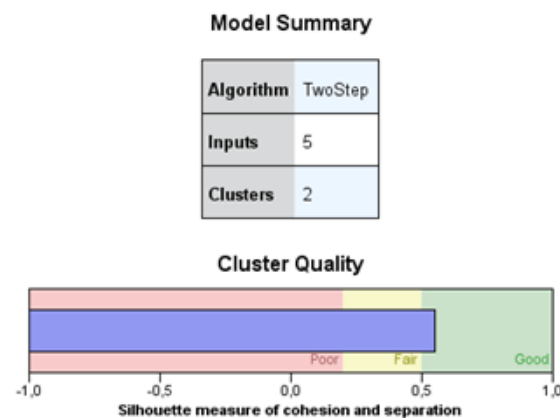 Model Summary
Algorithm TwoStep
Inputs 5
Clusters 2
Cluster Quality
Poor Fair Good
-1,0 -0,5 0,0 0,5 1,0
Silhouette measure of cohesion and separation